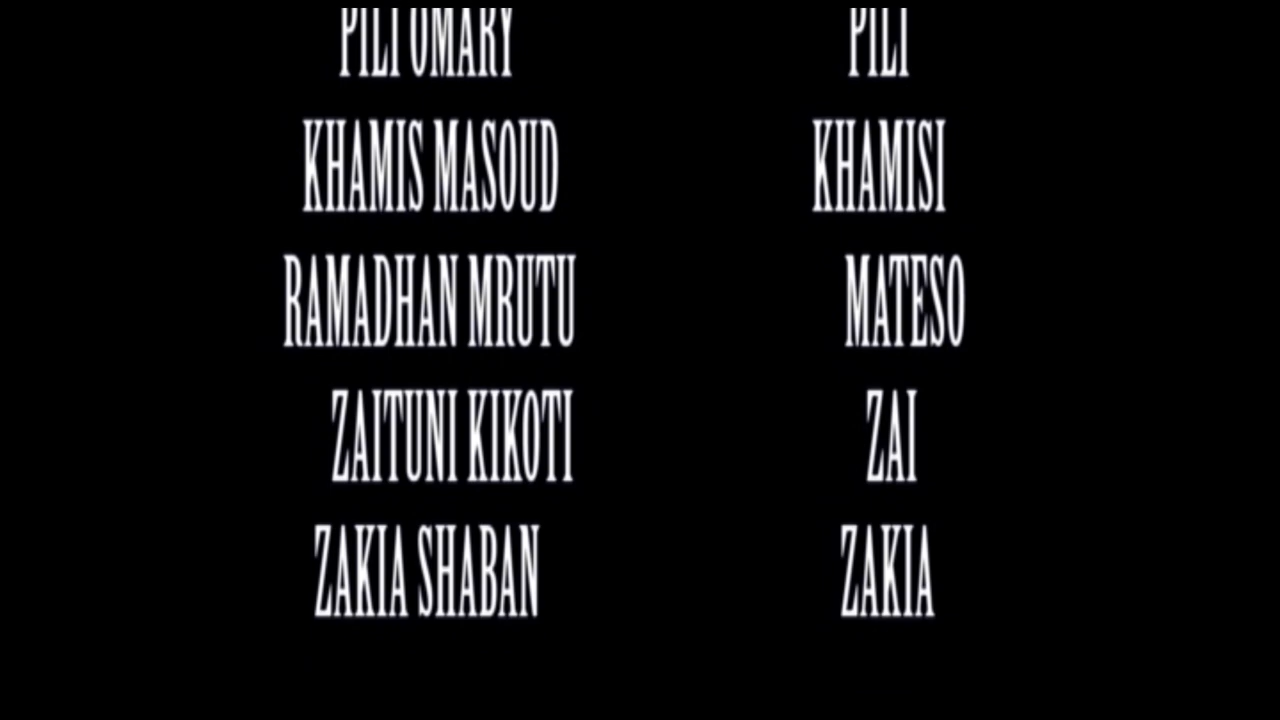 PILI OMARY PILI
KHAMIS MASOUD KHAMISI
RAMADHAN MRUTU MATESO
ZAITUNI KIKOTI ZAI
ZAKIA SHABAN ZAKIA